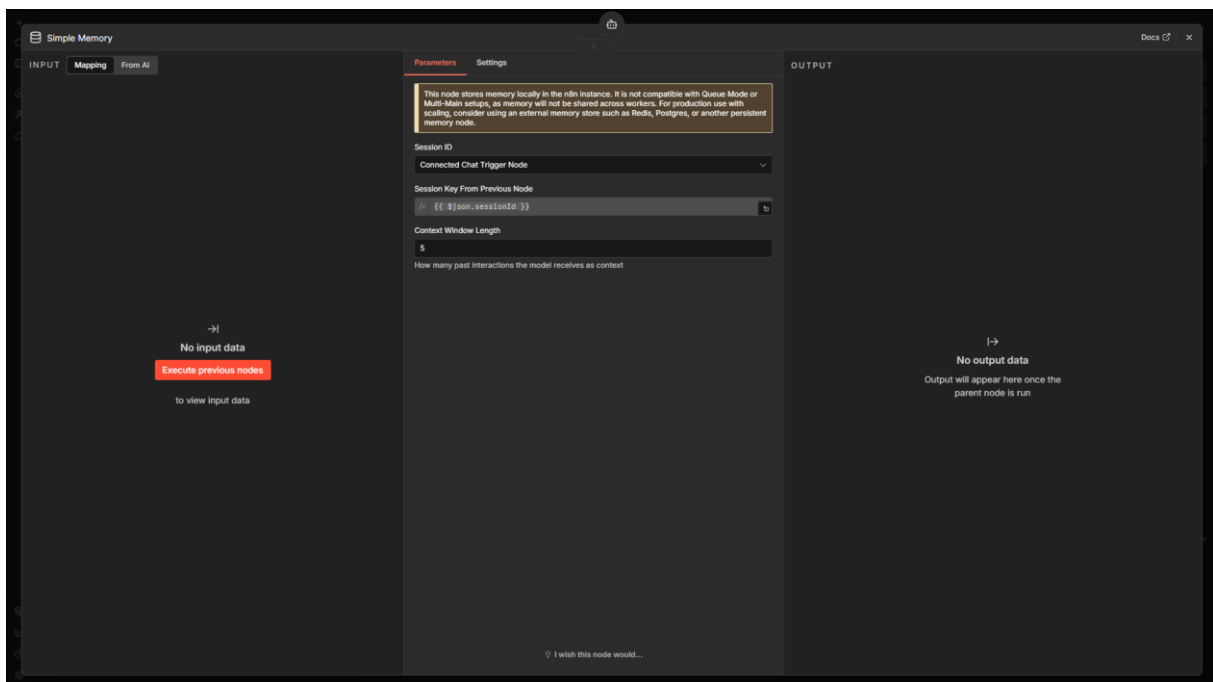 Simple Memory
Docs
INPUT
Mapping
From AI
Parameters
Settings
OUTPUT
This node stores memory locally in the n8n instance. It is not compatible with Queue Mode or
Multi-Main setups, as memory will not be shared across workers. For production use with
scaling, consider using an external memory store such as Redis, Postgres, or another persistent
memory node.
Session ID
Connected Chat Trigger Node
Session Key From Previous Node
fx {{ $json.sessionId }}
Context Window Length
5
How many past interactions the model receives as context
No input data
Execute previous nodes
to view input data
No output data
Output will appear here once the
parent node is run
I wish this node would...